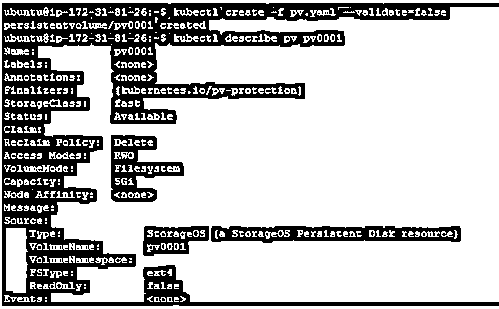 ubuntu@ip-172-31-81-26:~$ kubectl create -f pv.yaml --validate=false
persistentvolume/pv0001 created
ubuntu@ip-172-31-81-26:~$ kubectl describe pv pv0001
Name: pv0001
Labels: <none>
Annotations: <none>
Finalizers: [kubernetes.io/pv-protection]
StorageClass: fast
Status: Available
Claim:
Reclaim Policy: Delete
Access Modes: RWO
VolumeMode: Filesystem
Capacity: 5Gi
Node Affinity: <none>
Message:
Source:
Type: StorageOS (a StorageOS Persistent Disk resource)
VolumeName: pv0001
VolumeNamespace:
FSType: ext4
ReadOnly: false
Events: <none>